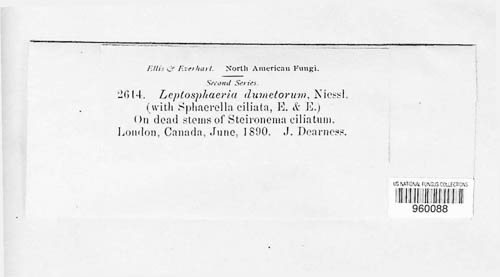 Ellis & Everhart. North American Fungi.
Second Series.
2614. Leptosphaeria dumetorum, Niessl.
(with Sphaerella ciliata, E. & E.)
On dead stems of Steironema ciliatum.
London, Canada, June, 1890. J. Dearness.
US NATIONAL FUNGUS COLLECTIONS
960088